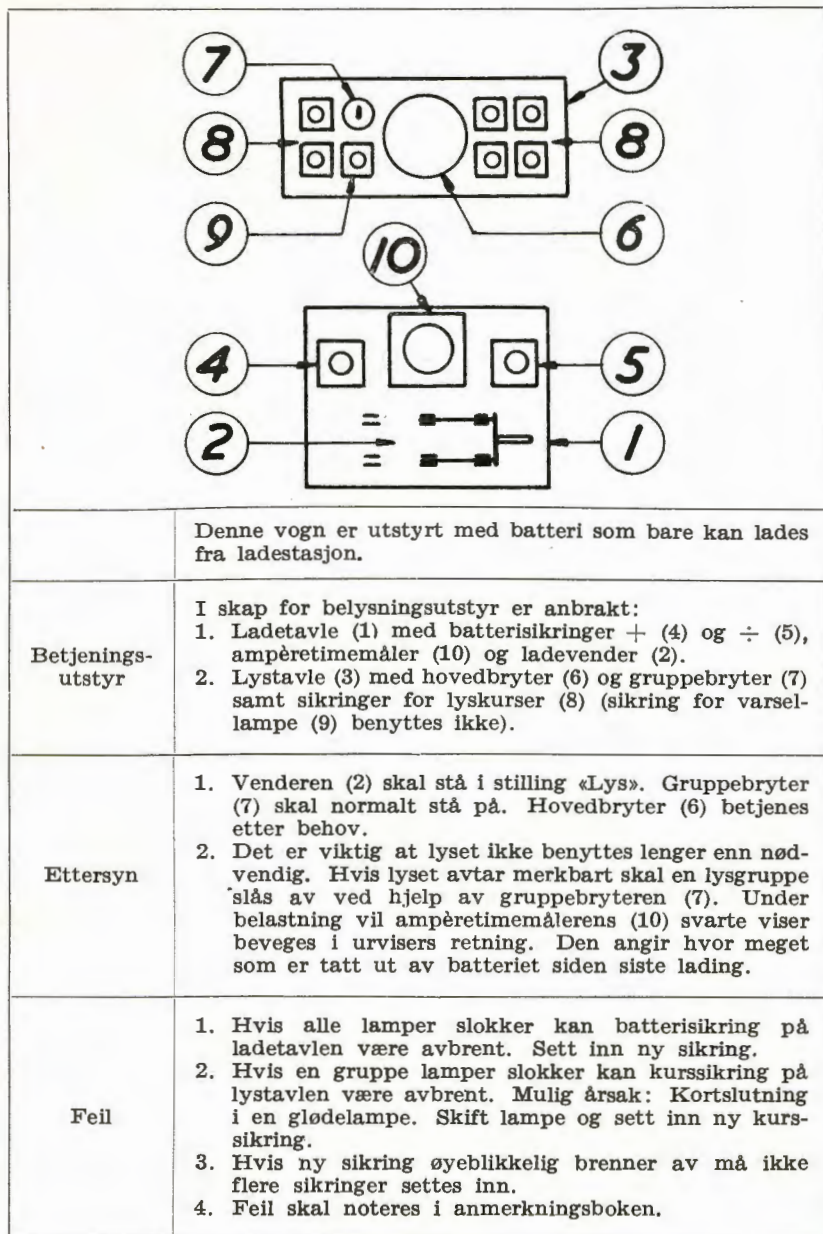 7
3
8
8
9
6
10
4
5
2
1
Denne vogn er utstyrt med batteri som bare kan lades
fra ladestasjon.
Betjenings-
utstyr
I skap for belysningsutstyr er anbrakt:
1. Ladetavle (1) med batterisikringer + (4) og ÷ (5),
ampèretimemåler (10) og ladevender (2).
2. Lystavle (3) med hovedbryter (6) og gruppebryter (7)
samt sikringer for lyskurser (8) (sikring for varsel-
lampe (9) benyttes ikke).
Ettersyn
1. Venderen (2) skal stå i stilling «Lys». Gruppebryter
(7) skal normalt stå på. Hovedbryter (6) betjenes
etter behov.
2. Det er viktig at lyset ikke benyttes lenger enn nød-
vendig. Hvis lyset avtar merkbart skal en lysgruppe
slås av ved hjelp av gruppebryteren (7). Under
belastning vil ampèretimemålerens (10) svarte viser
beveges i urvisers retning. Den angir hvor meget
som er tatt ut av batteriet siden siste lading.
Feil
1. Hvis alle lamper slokker kan batterisikring på
ladetavlen være avbrent. Sett inn ny sikring.
2. Hvis en gruppe lamper slokker kan kurssikring på
lystavlen være avbrent. Mulig årsak: Kortslutning
i en glødelampe. Skift lampe og sett inn ny kurs-
sikring.
3. Hvis ny sikring øyeblikkelig brenner av må ikke
flere sikringer settes inn.
4. Feil skal noteres i anmerkningsboken.